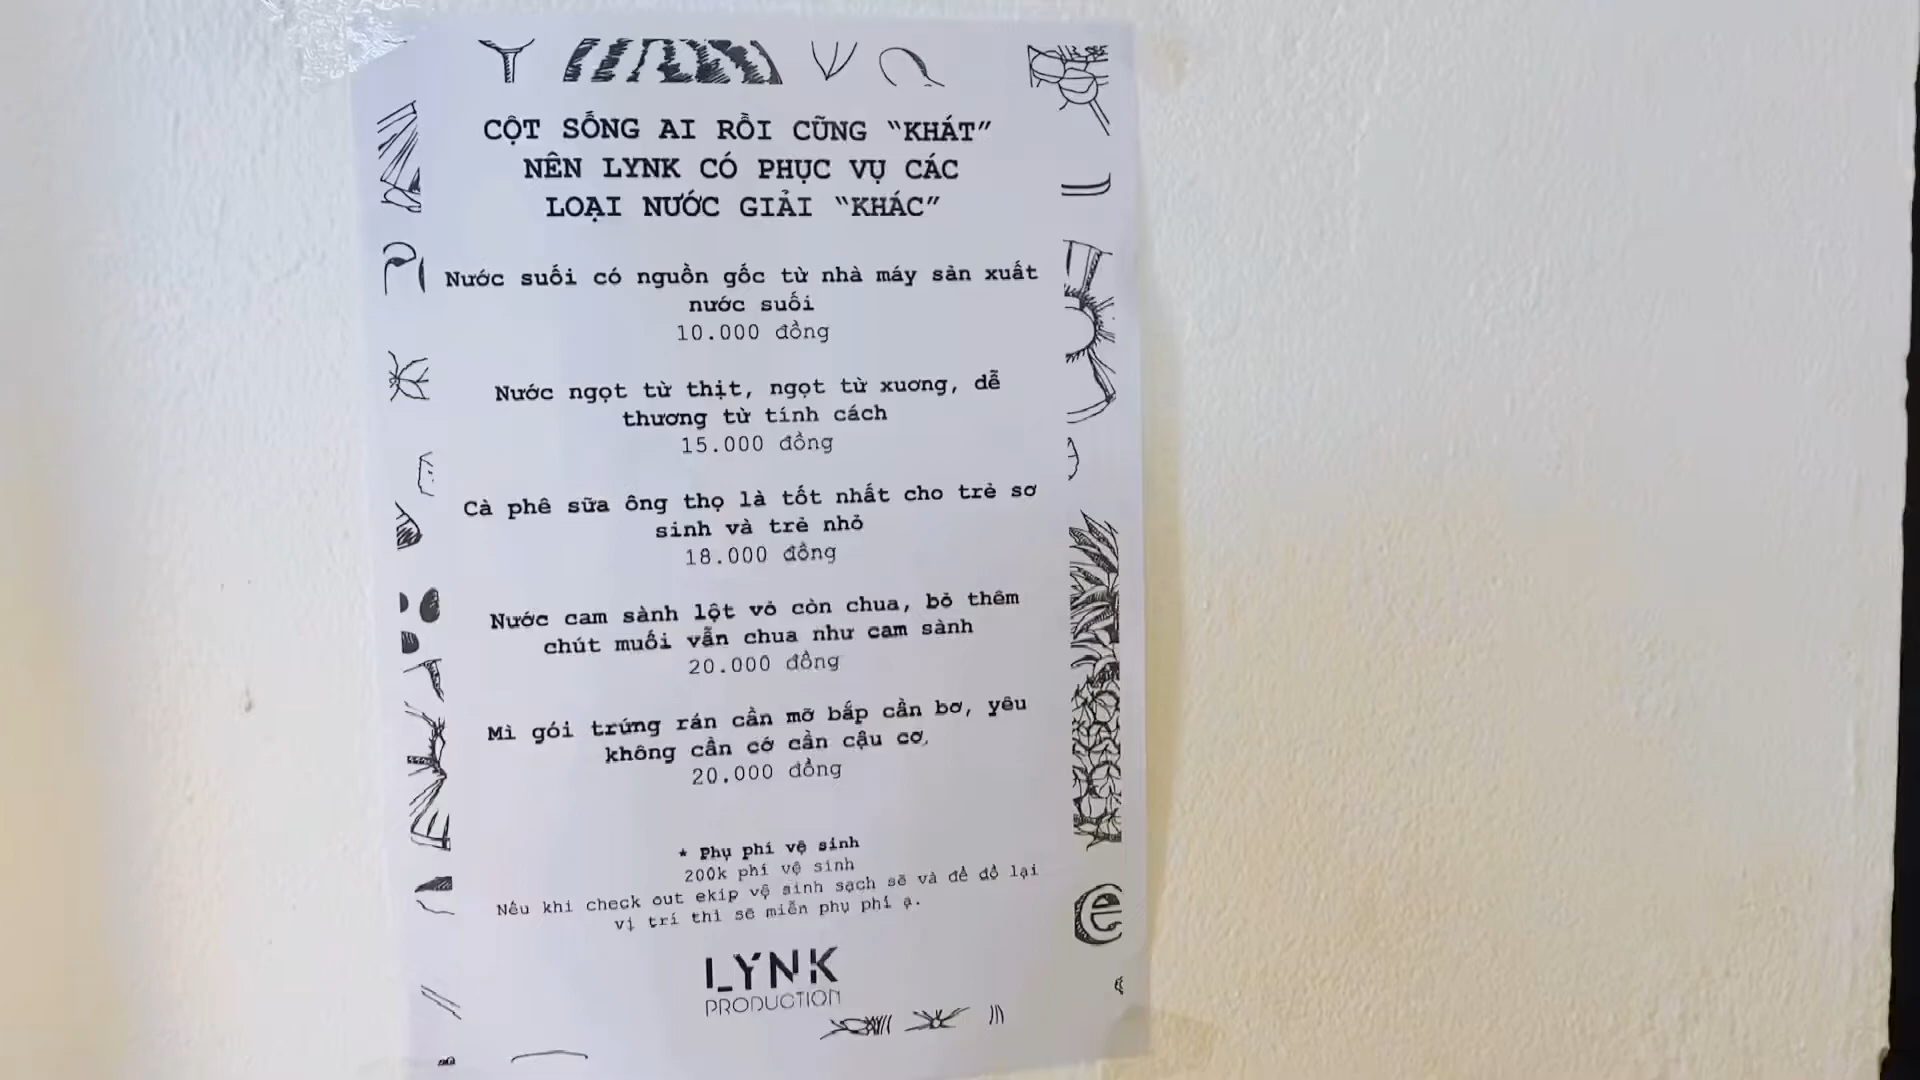 CỘT SỐNG AI RỒI CŨNG “KHÁT”
NÊN LYNK CÓ PHỤC VỤ CÁC
LOẠI NƯỚC GIẢI “KHÁC”
Nước suối có nguồn gốc từ nhà máy sản xuất
nước suối
10.000 đồng
Nước ngọt từ thịt, ngọt từ xương, dễ
thương từ tính cách
15.000 đồng
Cà phê sữa ông thọ là tốt nhất cho trẻ sơ
sinh và trẻ nhỏ
18.000 đồng
Nước cam sành lột vỏ còn chua, bỏ thêm
chút muối vẫn chua như cam sành
20.000 đồng
Mì gói trứng rán cần mỡ bắp cần bơ, yêu
không cần cớ cần cậu cơ,
20.000 đồng
* Phụ phí vệ sinh
200k phí vệ sinh
Nếu khi check out ekip vệ sinh sạch sẽ và để đồ lại
vị trí thì sẽ miễn phụ phí ạ.
LYNK
PRODUCTION